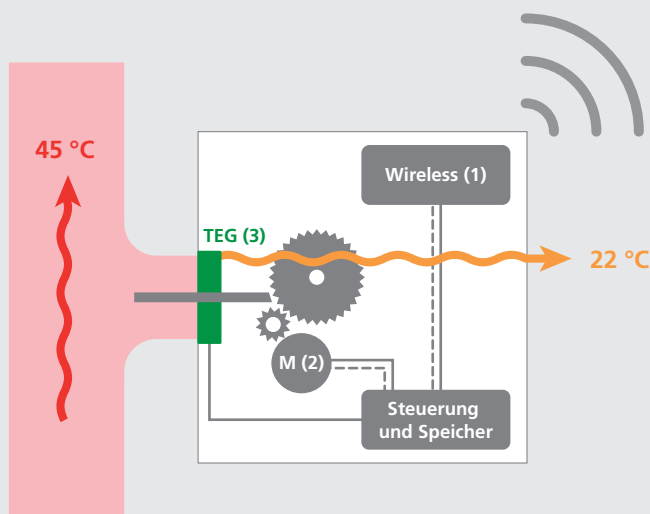 45 °C
Wireless (1)
TEG (3)
22 °C
M (2)
Steuerung
und Speicher